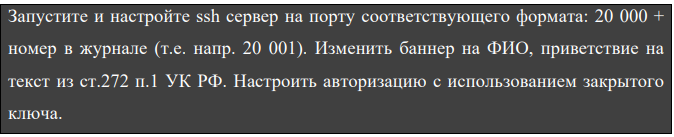 Запустите и настройте ssh сервер на порту соответствующего формата: 20 000 +
номер в журнале (т.е. напр. 20 001). Изменить баннер на ФИО, приветствие на
текст из ст.272 п.1 УК РФ. Настроить авторизацию с использованием закрытого
ключа.